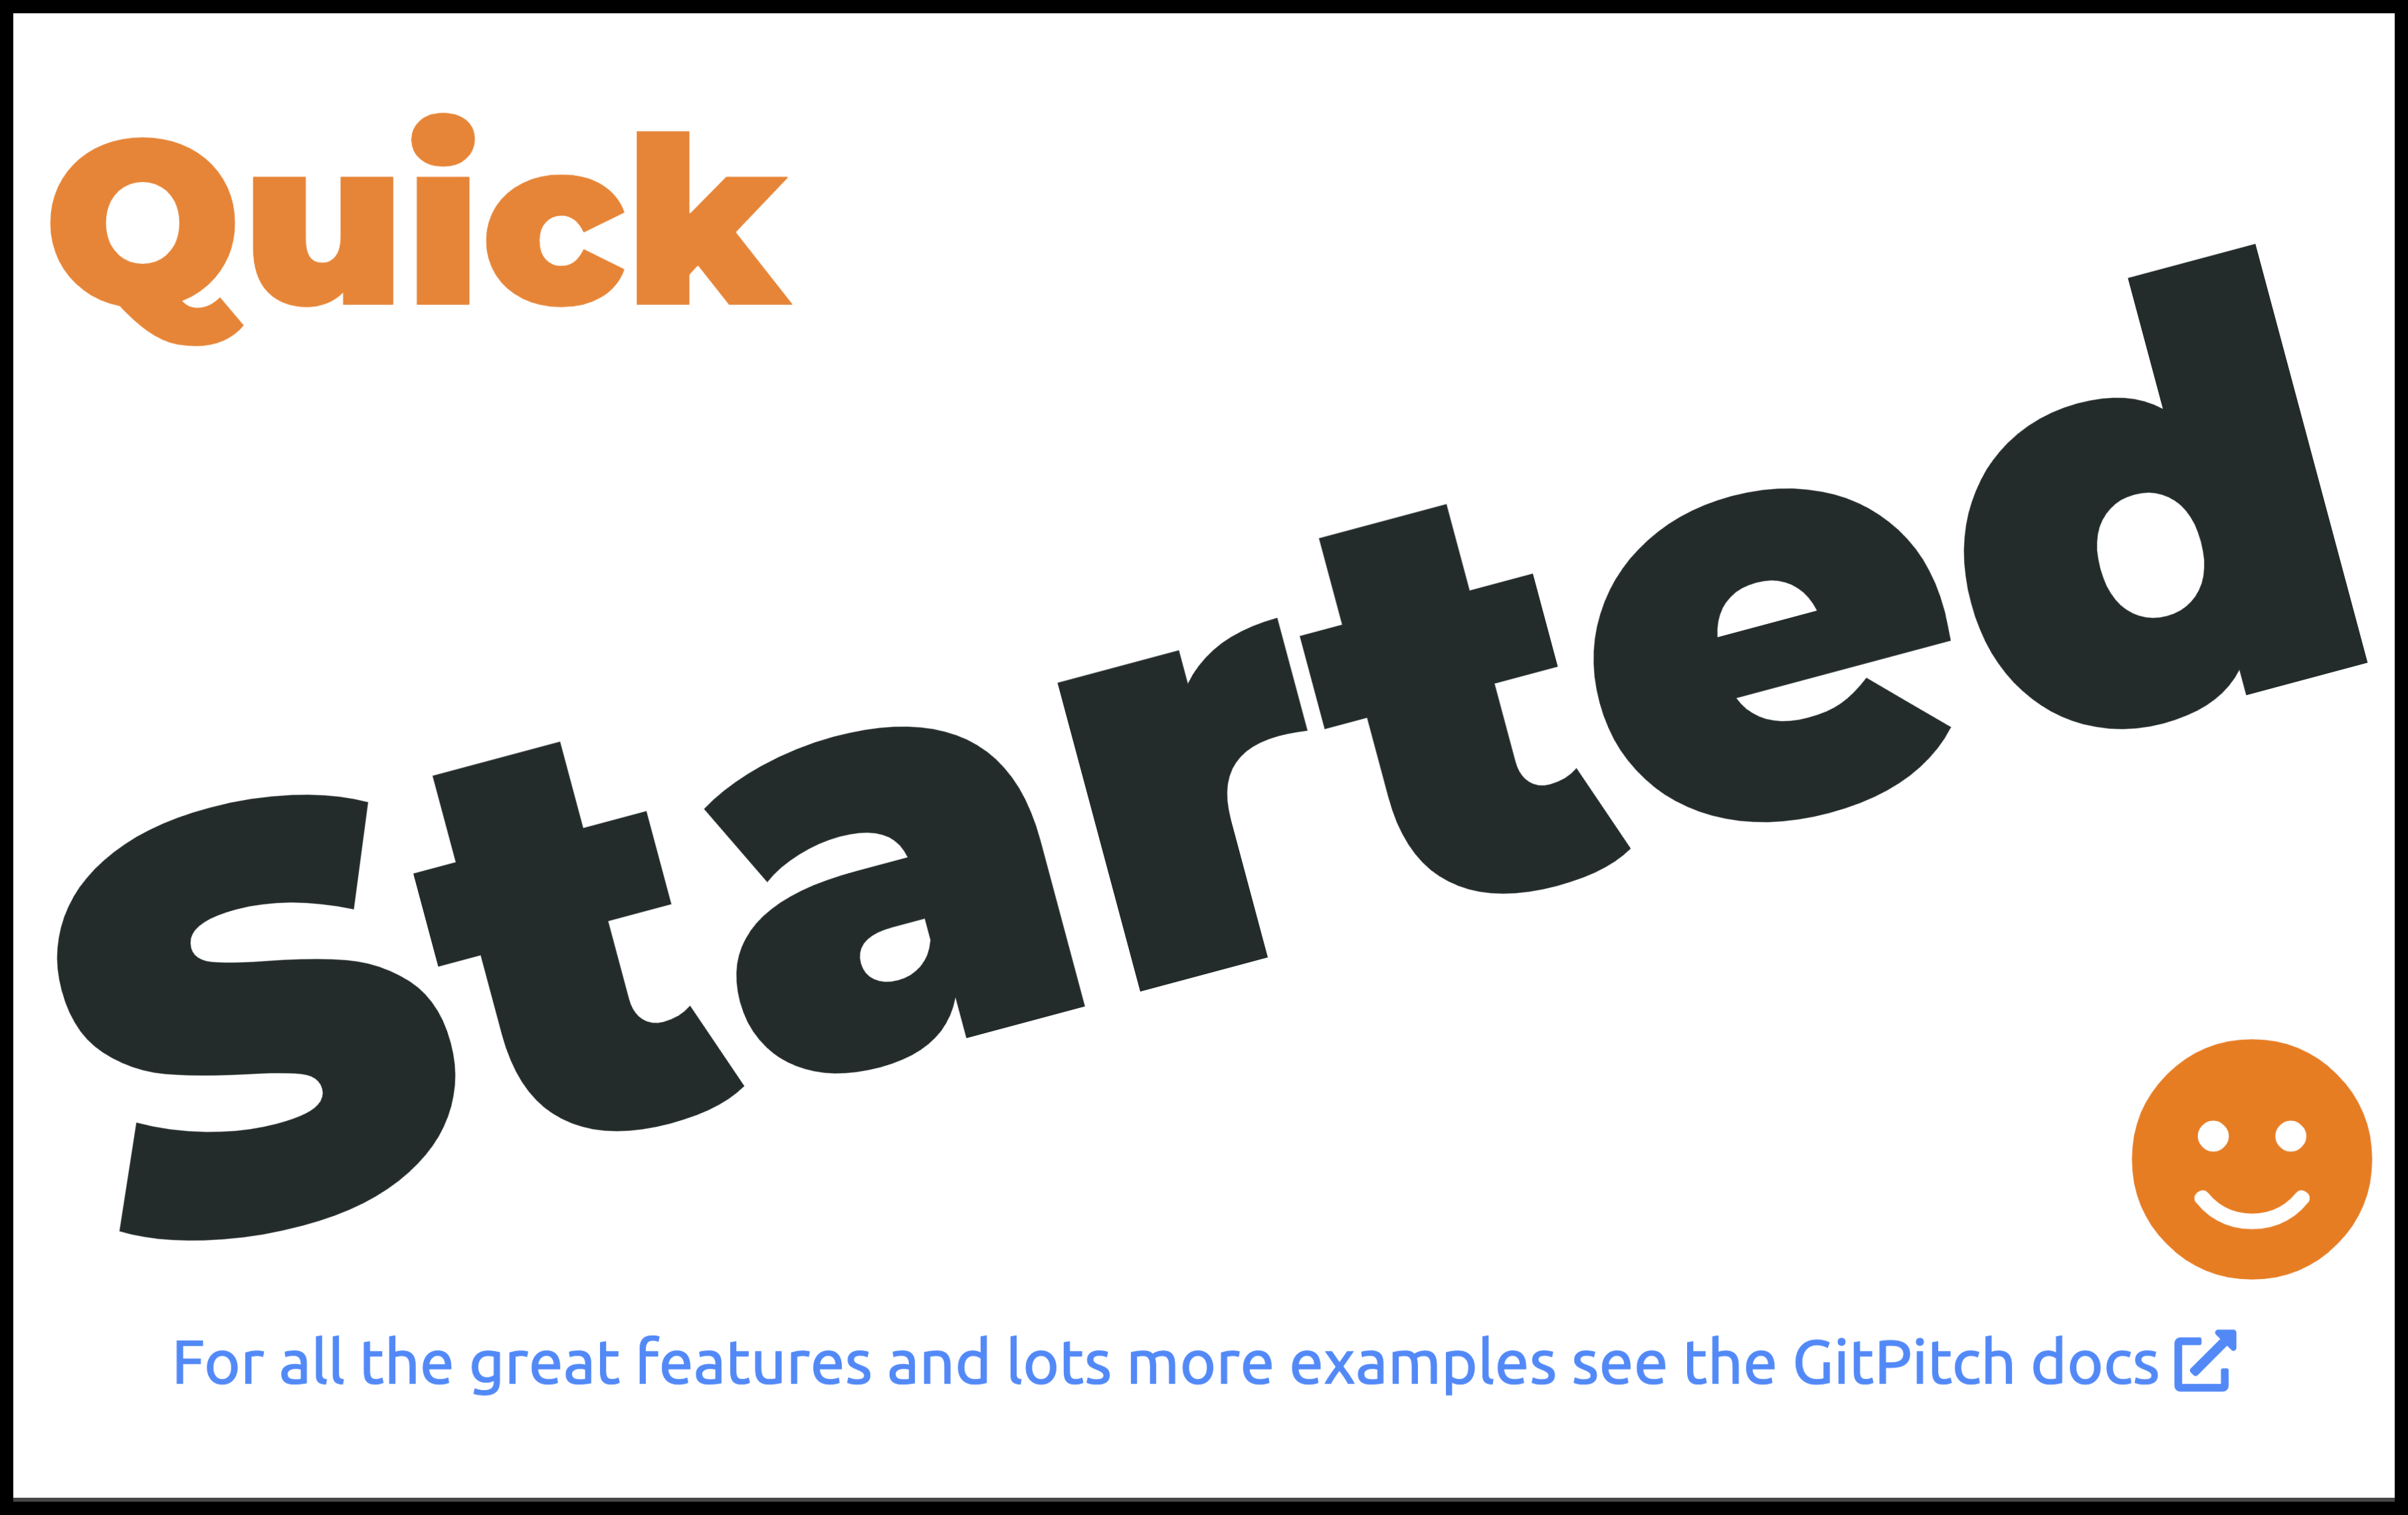 Quick
Started
For all the great features and lots more examples see the GitPitch docs